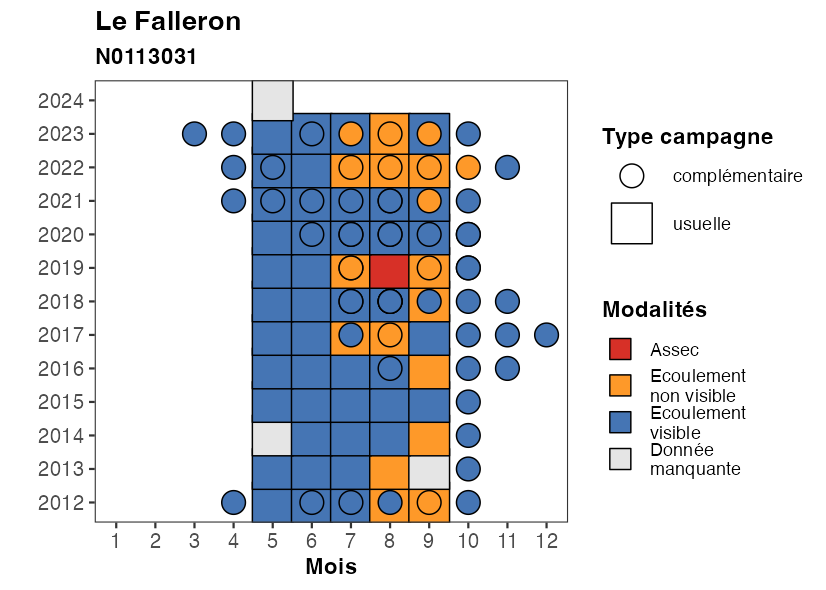 Le Falleron
N0113031
2024
2023
2022
2021
2020
2019
2018
2017
2016
2015
2014
2013
2012
1 2 3 4 5 6 7 8 9 10 11 12
Mois
Type campagne
complémentaire
usuelle
Modalités
Assec
Ecoulement
non visible
Ecoulement
visible
Donnée
manquante